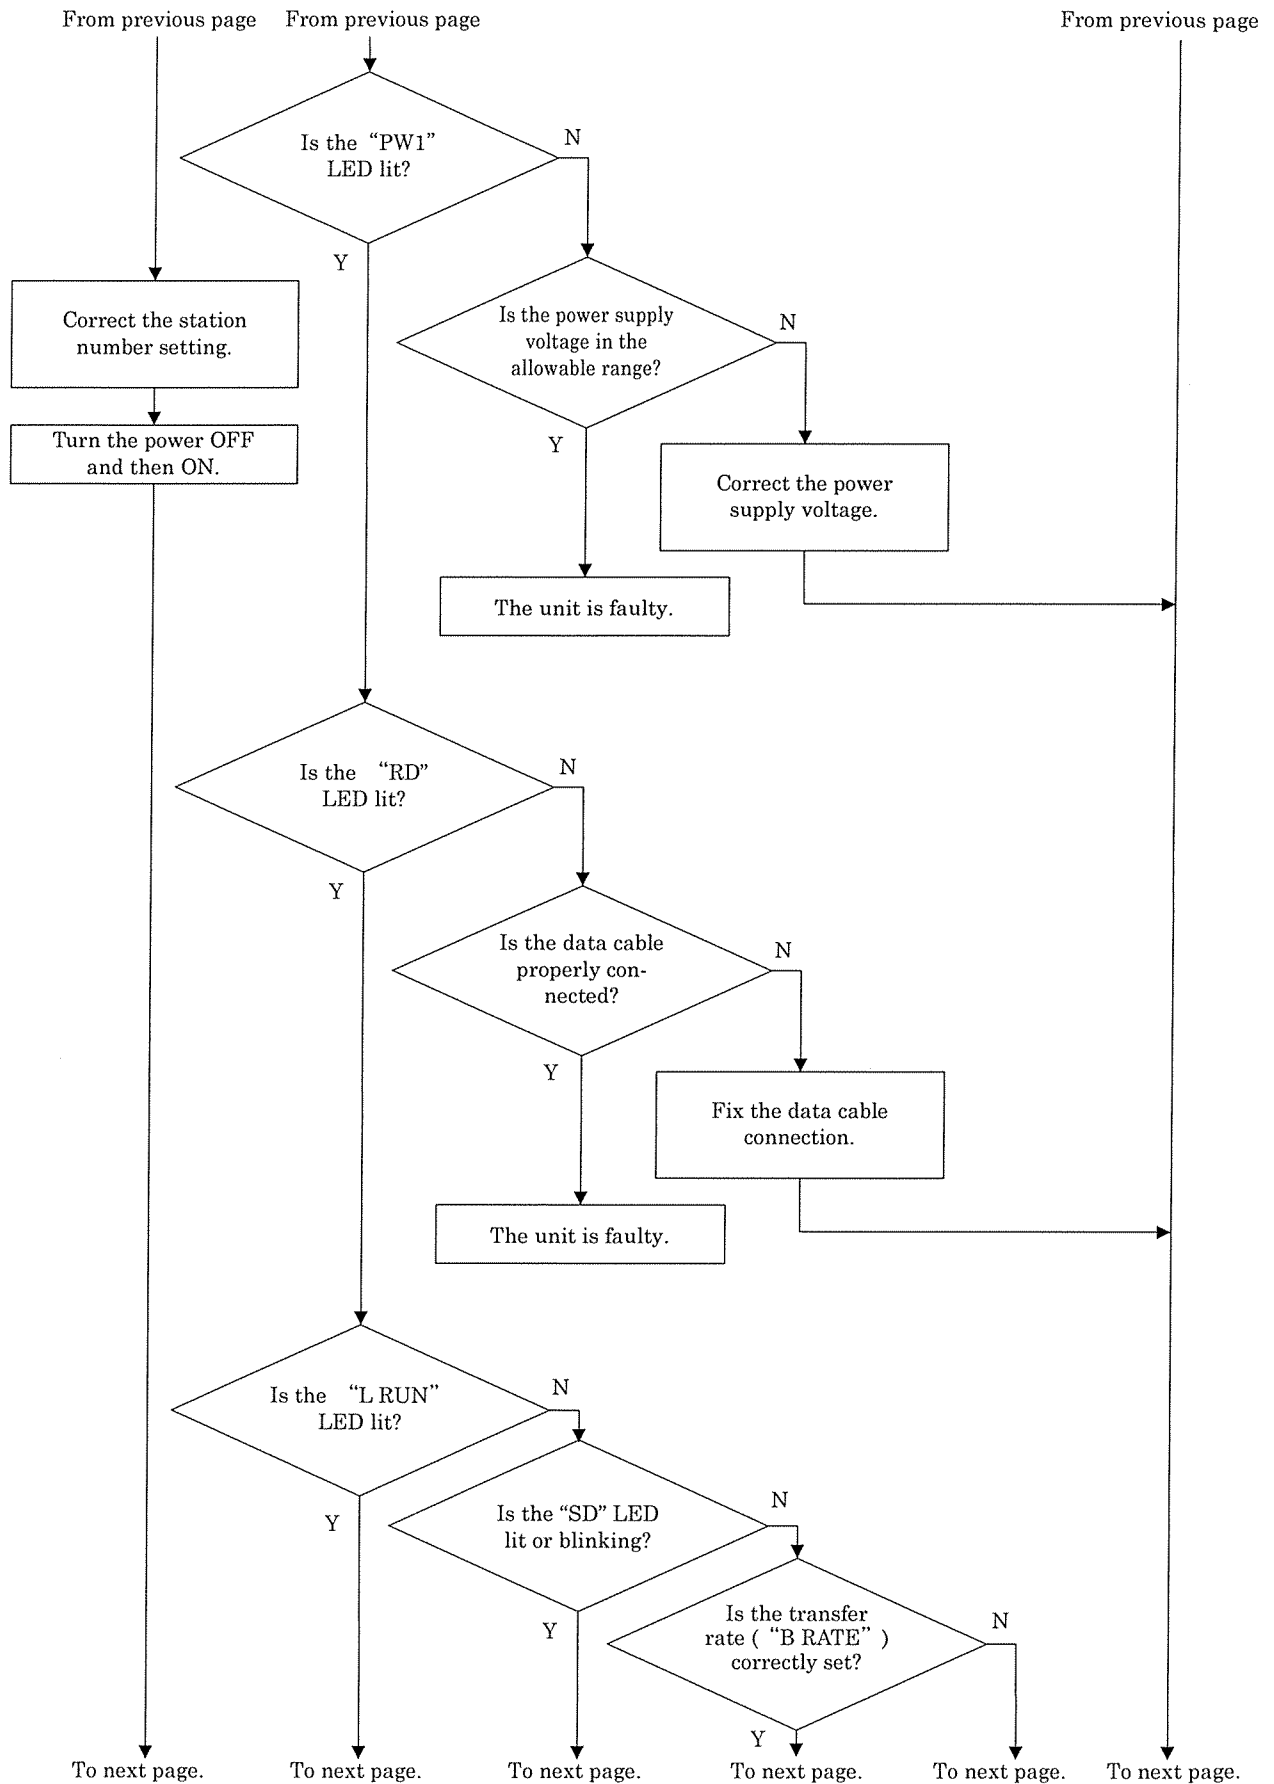 From previous page
From previous page
From previous page
Is the “PW1”
LED lit?
N
Y
Correct the station
number setting.
Is the power supply
voltage in the
allowable range?
N
Turn the power OFF
and then ON.
Y
Correct the power
supply voltage.
The unit is faulty.
Is the “RD”
LED lit?
N
Y
Is the data cable
properly con-
nected?
N
Y
Fix the data cable
connection.
The unit is faulty.
Is the “L RUN”
LED lit?
N
Y
Is the “SD” LED
lit or blinking?
N
Y
Is the transfer
rate ( “B RATE” )
correctly set?
N
Y
To next page.
To next page.
To next page.
To next page.
To next page.
To next page.